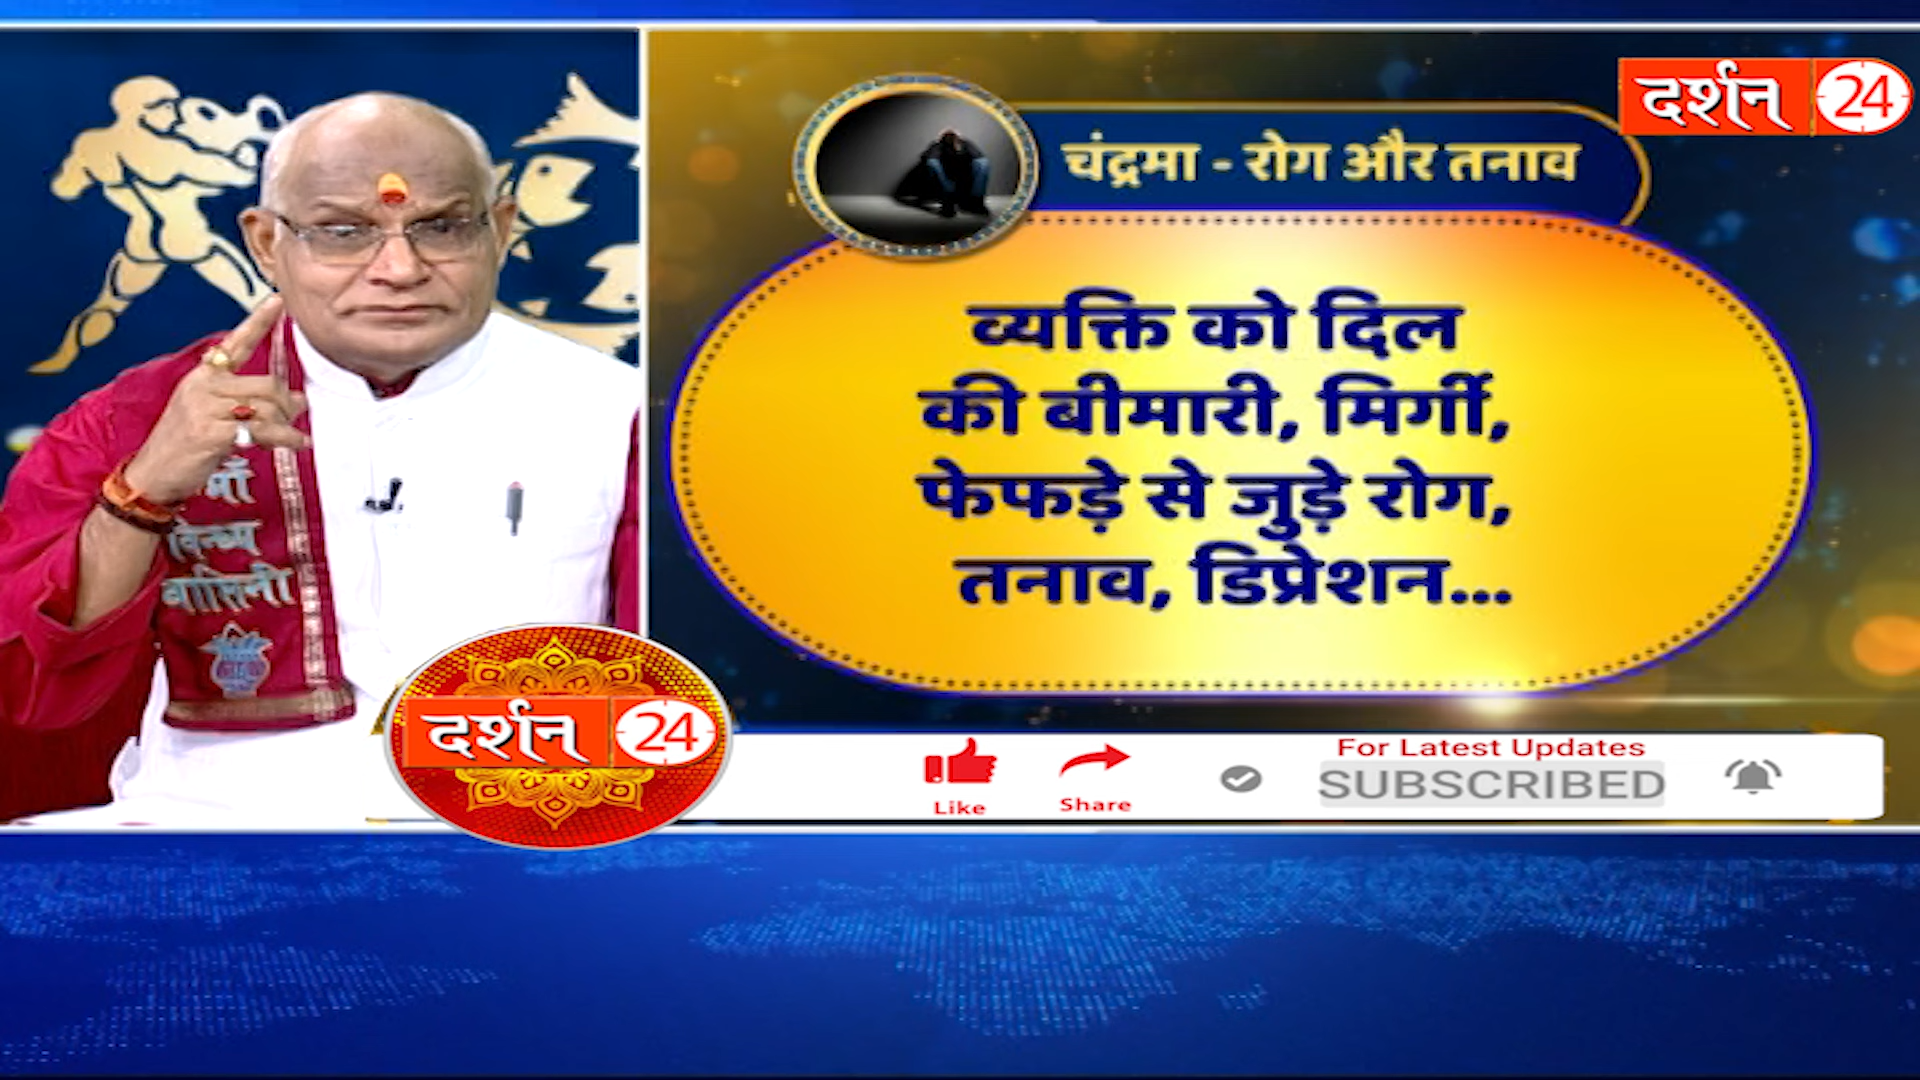 दर्शन 24
चंद्रमा - रोग और तनाव
व्यक्ति को दिल
की बीमारी, मिर्गी,
फेफड़े से जुड़े रोग,
तनाव, डिप्रेशन...
माँ
विन्ध्य
वासिनी
दर्शन 24
Like
Share
For Latest Updates
SUBSCRIBED